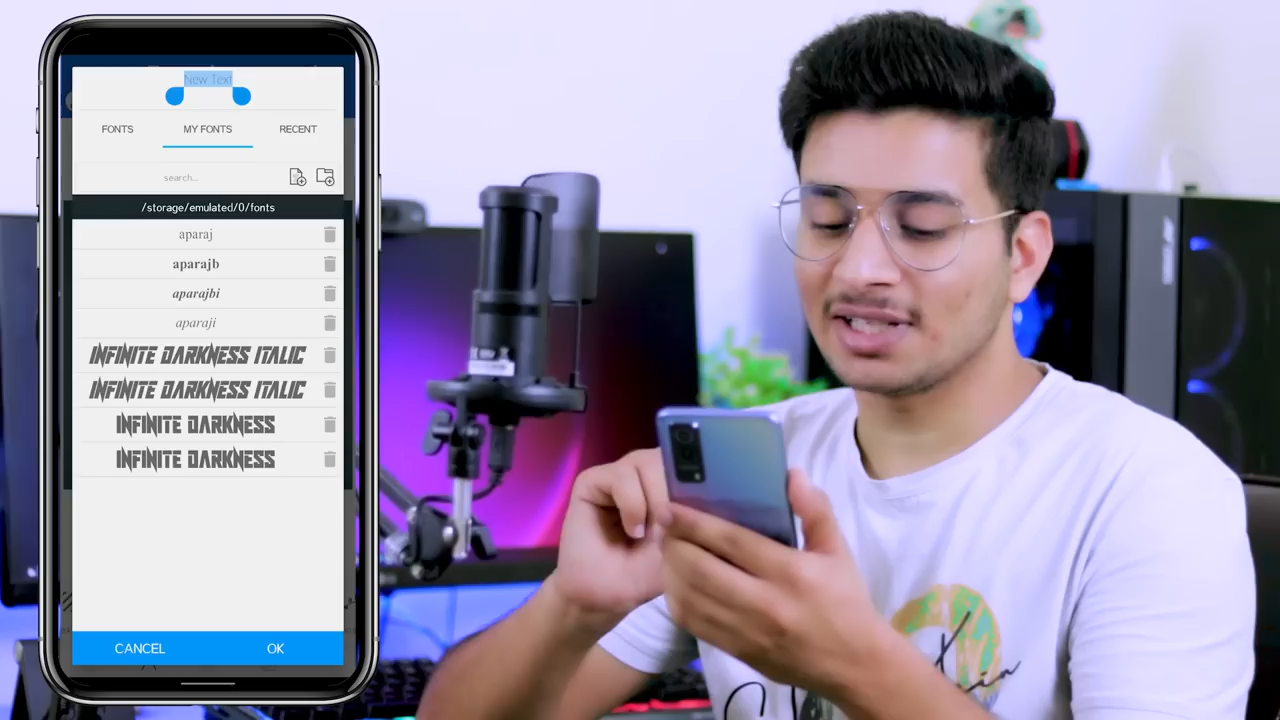 New Text
FONTS MY FONTS RECENT
search...
/storage/emulated/0/fonts
aparaj
aparajb
aparajbi
aparaji
INFINITE DARKNESS ITALIC
INFINITE DARKNESS ITALIC
INFINITE DARKNESS
INFINITE DARKNESS
CANCEL OK